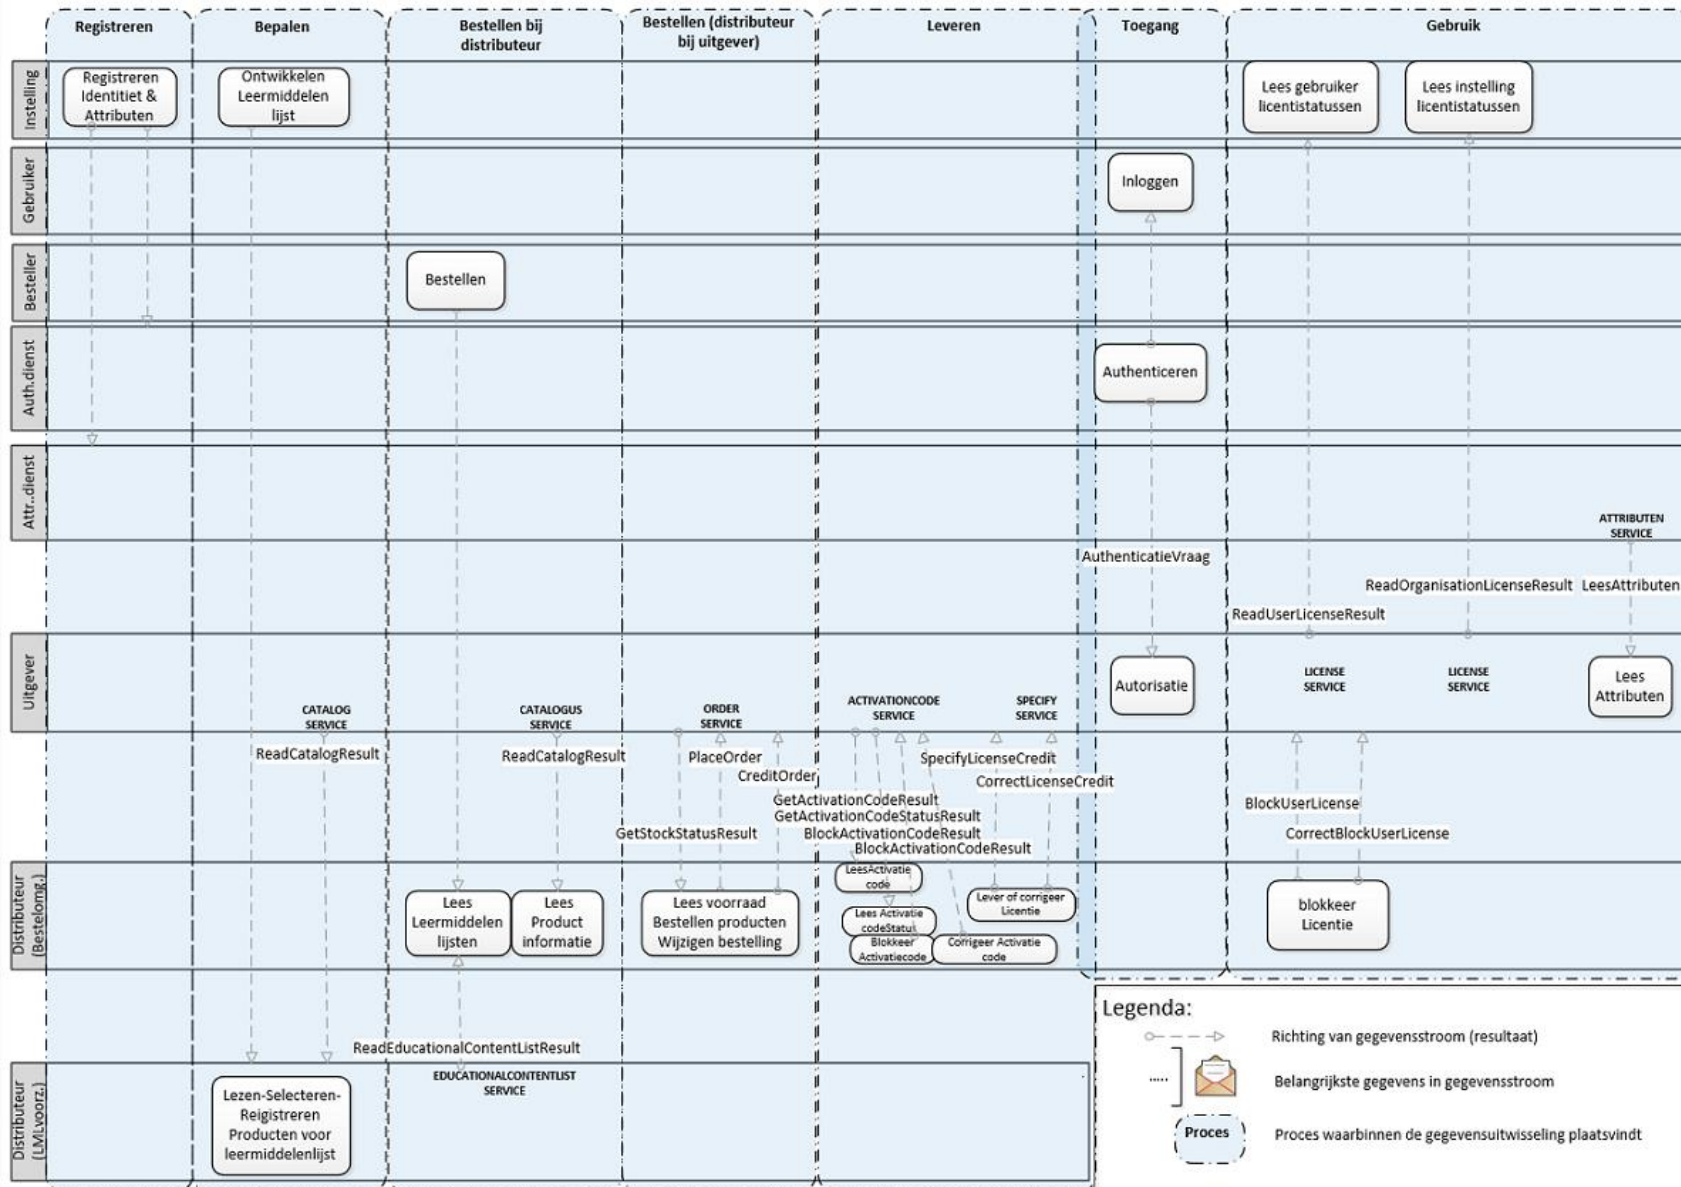 Registreren
Bepalen
Bestellen bij
distributeur
Bestellen (distributeur
bij uitgever)
Leveren
Toegang
Gebruik
Instelling
Registreren
Identitiet &
Attributen
Ontwikkelen
Leermiddelen
lijst
Lees gebruiker
licentistatussen
Lees instelling
licentistatussen
Gebruiker
Inloggen
Besteller
Bestellen
Auth.dienst
Authenticeren
Attr..dienst
ATTRIBUTEN
SERVICE
AuthenticatieVraag
ReadOrganisationLicenseResult
LeesAttributen
ReadUserLicenseResult
Uitgever
Autorisatie
LICENSE
SERVICE
LICENSE
SERVICE
Lees
Attributen
CATALOG
SERVICE
CATALOGUS
SERVICE
ORDER
SERVICE
ACTIVATIONCODE
SERVICE
SPECIFY
SERVICE
ReadCatalogResult
ReadCatalogResult
PlaceOrder
CreditOrder
SpecifyLicenseCredit
CorrectLicenseCredit
GetActivationCodeResult
GetActivationCodeStatusResult
GetStockStatusResult
BlockActivationCodeResult
BlockActivationCodeResult
BlockUserLicense
CorrectBlockUserLicense
Distributeur
(Bestelomg.)
Lees
Leermiddelen
lijsten
Lees
Product
informatie
Lees voorraad
Bestellen producten
Wijzigen bestelling
LeesActivatie
code
Lees Activatie
codeStatus
Blokkeer
Activatiecode
Corrigeer Activatie
code
Lever of corrigeer
Licentie
blokkeer
Licentie
ReadEducationalContentListResult
EDUCATIONALCONTENTLIST
SERVICE
Distributeur
(LMLvoorz.)
Lezen-Selecteren-
Reigistreren
Producten voor
leermiddelenlijst
Legenda:
Richting van gegevensstroom (resultaat)
.....
Belangrijkste gegevens in gegevensstroom
Proces
Proces waarbinnen de gegevensuitwisseling plaatsvindt